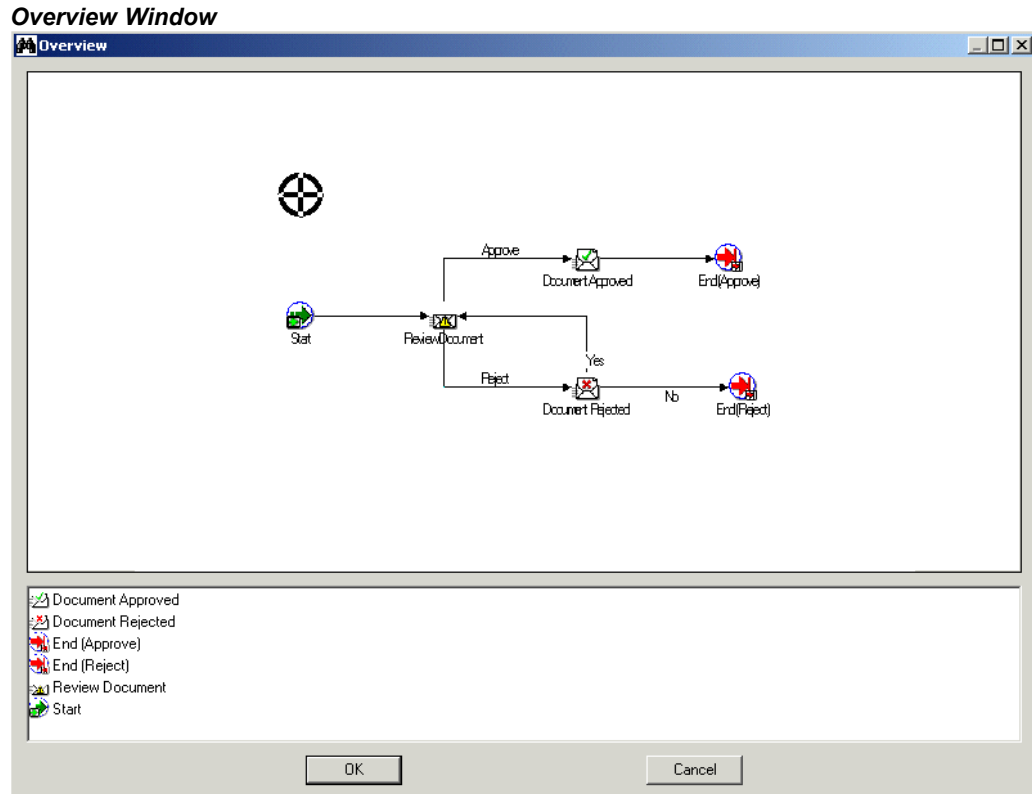 Overview Window
Overview
Approve
Document Approved
End(Approve)
Start
Review Document
Yes
Reject
Document Rejected
No
End(Reject)
Document Approved
Document Rejected
End (Approve)
End (Reject)
Review Document
Start
OK
Cancel